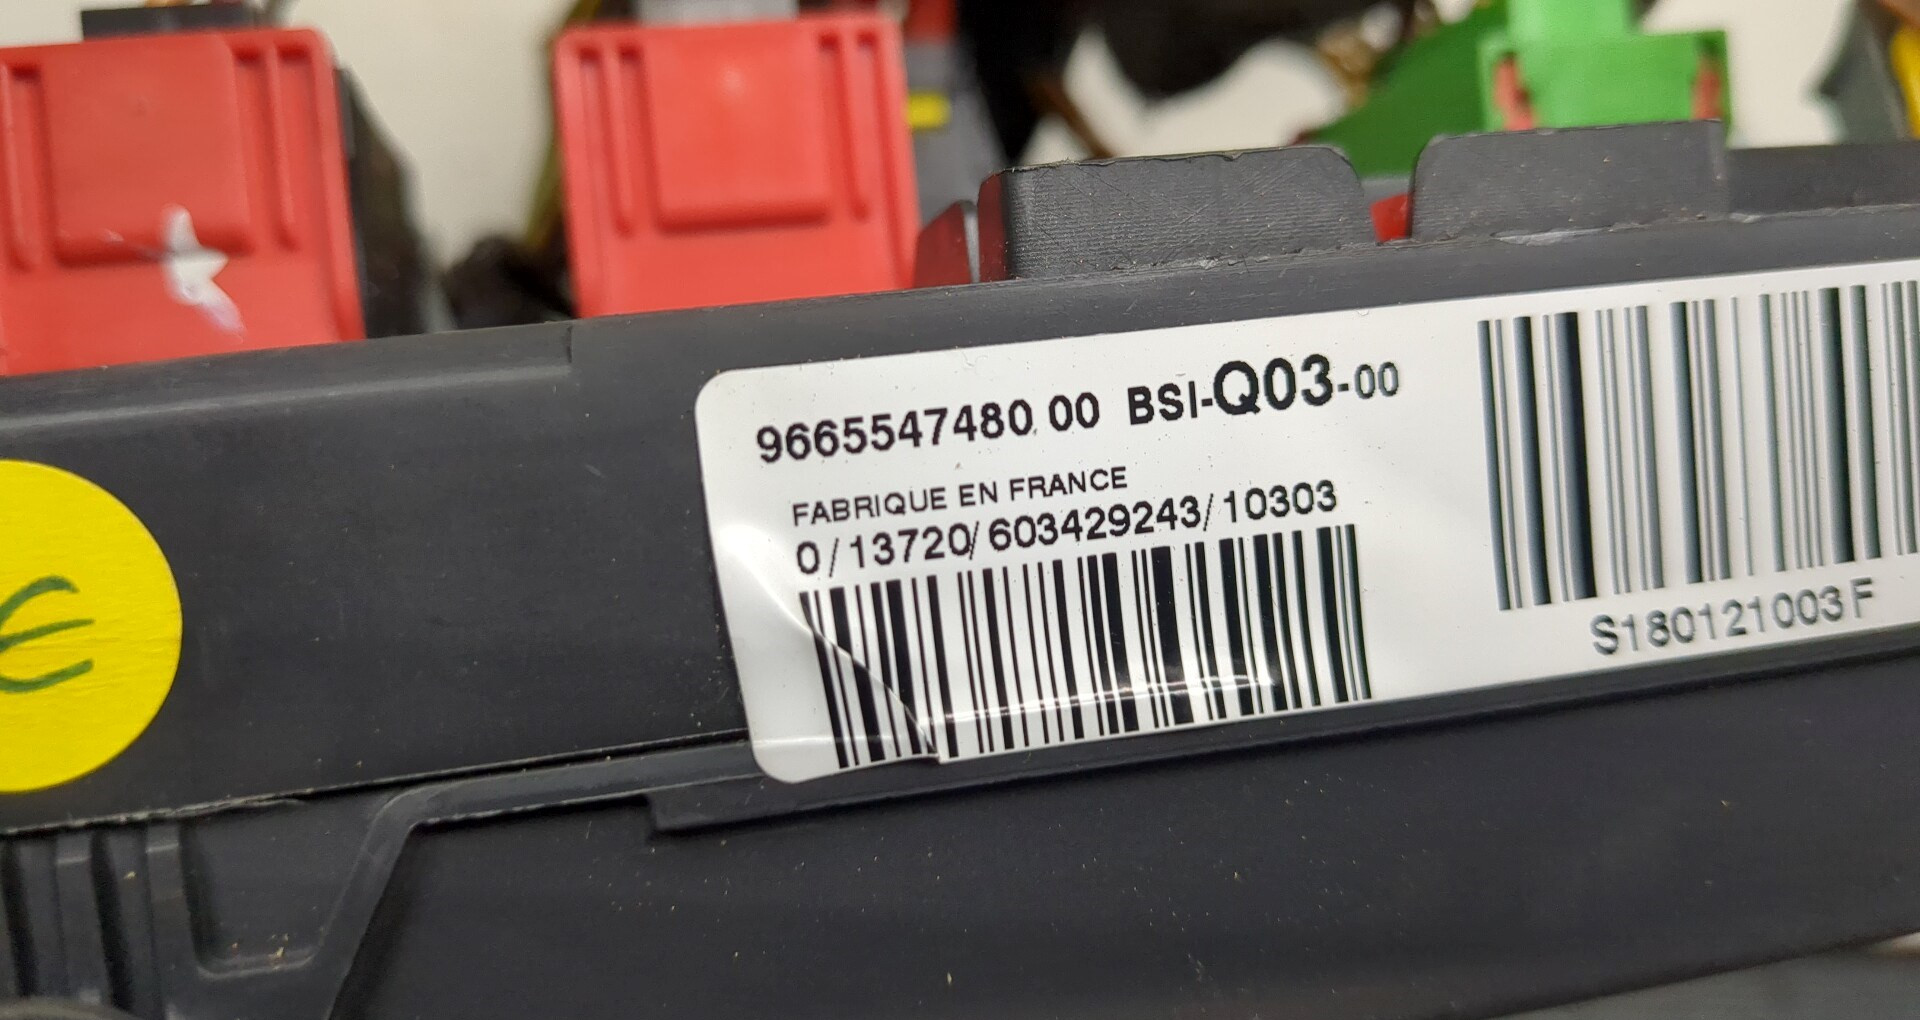 9665547480.00 BSI-Q03-00
FABRIQUE EN FRANCE
0/13720/603429243/10303
S180121003F
€